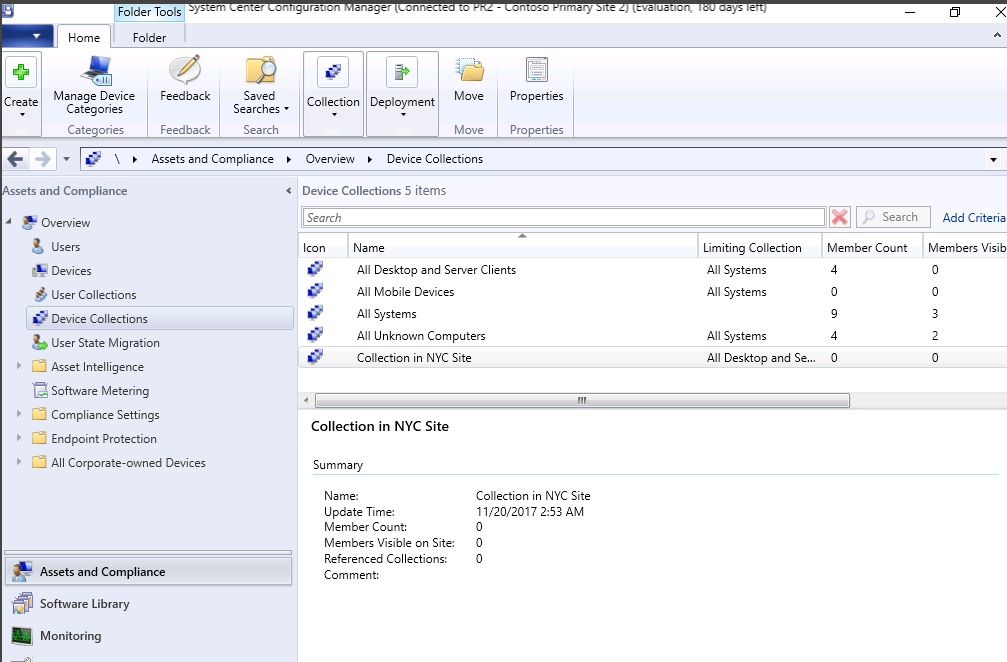 Folder Tools System Center Configuration Manager (Connected to PR2 - Contoso Primary Site 2) (Evaluation, 180 days left)
Home Folder
Create Manage Device Categories Feedback Saved Searches Collection Deployment Move Properties
Categories Feedback Search Move Properties
\ Assets and Compliance Overview Device Collections
Assets and Compliance
Overview
Users
Devices
User Collections
Device Collections
User State Migration
Asset Intelligence
Software Metering
Compliance Settings
Endpoint Protection
All Corporate-owned Devices
Assets and Compliance
Software Library
Monitoring
Device Collections 5 items
Search Search Add Criteria
Icon Name Limiting Collection Member Count Members Visib
All Desktop and Server Clients All Systems 4 0
All Mobile Devices All Systems 0 0
All Systems 9 3
All Unknown Computers All Systems 4 2
Collection in NYC Site All Desktop and Se... 0 0
Collection in NYC Site
Summary
Name: Collection in NYC Site
Update Time: 11/20/2017 2:53 AM
Member Count: 0
Members Visible on Site: 0
Referenced Collections: 0
Comment: